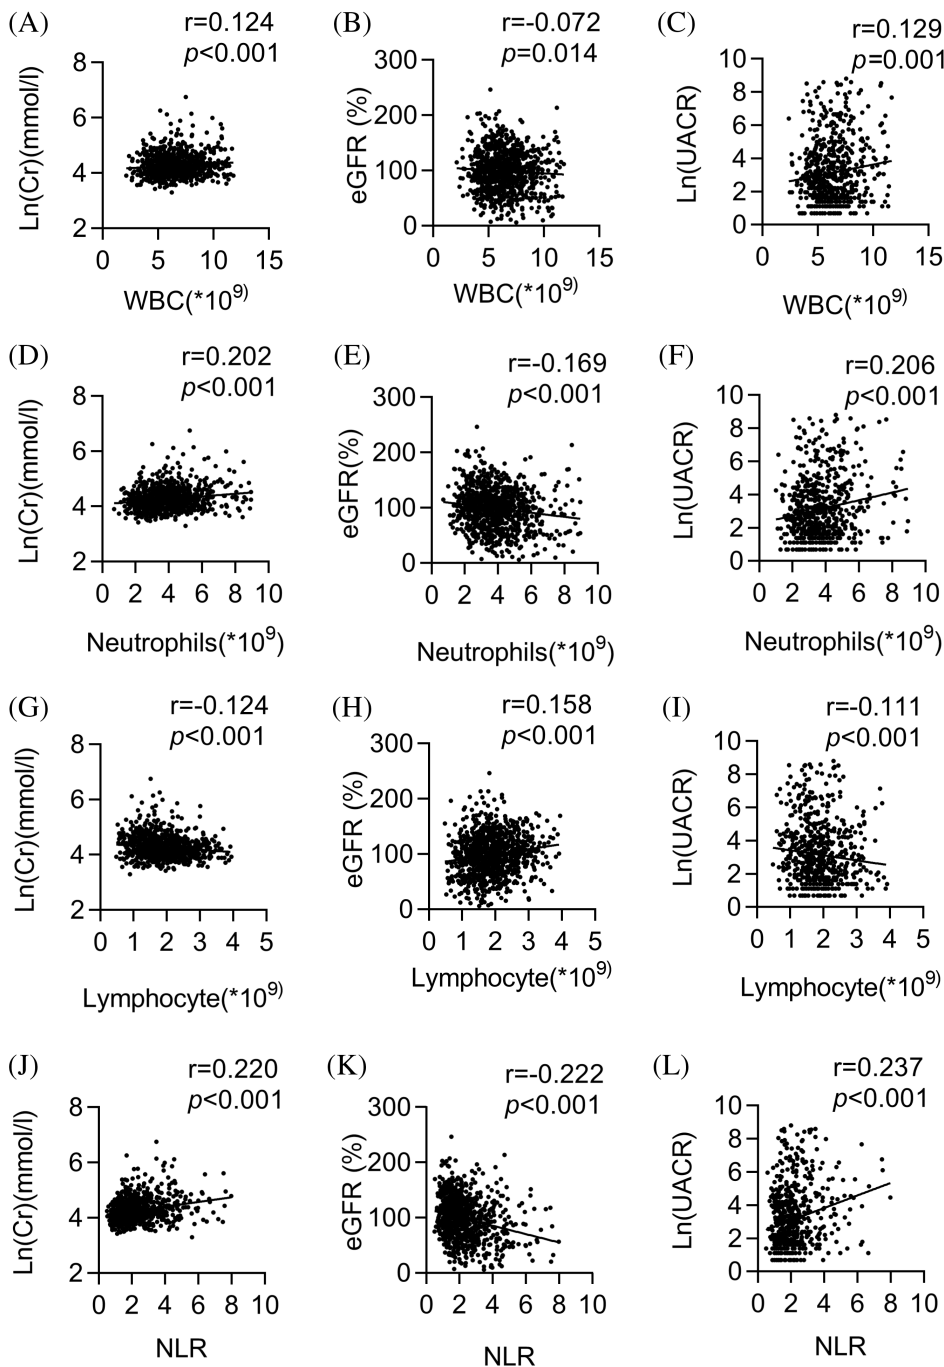 (A)
r=0.124
p<0.001
Ln(Cr)(mmol/l)
8
6
4
2
0 5 10 15
WBC(*10⁹)
(B)
r=-0.072
p=0.014
eGFR (%)
300
200
100
0
0 5 10 15
WBC(*10⁹)
(C)
r=0.129
p=0.001
Ln(UACR)
10
8
6
4
2
0
0 5 10 15
WBC(*10⁹)
(D)
r=0.202
p<0.001
Ln(Cr)(mmol/l)
8
6
4
2
0 2 4 6 8 10
Neutrophils(*10⁹)
(E)
r=-0.169
p<0.001
eGFR(%)
300
200
100
0
0 2 4 6 8 10
Neutrophils(*10⁹)
(F)
r=0.206
p<0.001
Ln(UACR)
10
8
6
4
2
0
0 2 4 6 8 10
Neutrophils(*10⁹)
(G)
r=-0.124
p<0.001
Ln(Cr)(mmol/l)
8
6
4
2
0 1 2 3 4 5
Lymphocyte(*10⁹)
(H)
r=0.158
p<0.001
eGFR (%)
300
200
100
0
0 1 2 3 4 5
Lymphocyte(*10⁹)
(I)
r=-0.111
p<0.001
Ln(UACR)
10
8
6
4
2
0
0 1 2 3 4 5
Lymphocyte(*10⁹)
(J)
r=0.220
p<0.001
Ln(Cr)(mmol/l)
8
6
4
2
0 2 4 6 8 10
NLR
(K)
r=-0.222
p<0.001
eGFR (%)
300
200
100
0
0 2 4 6 8 10
NLR
(L)
r=0.237
p<0.001
Ln(UACR)
10
8
6
4
2
0
0 2 4 6 8 10
NLR